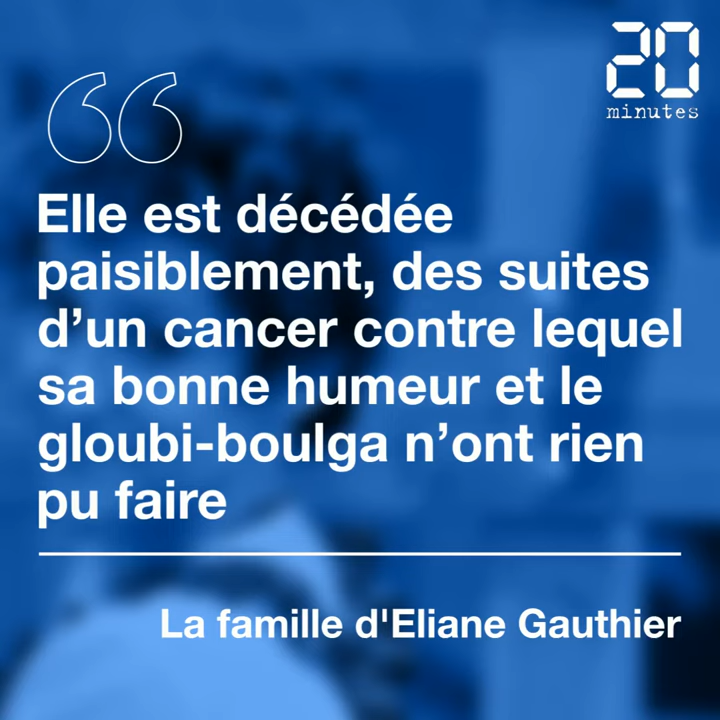 20
minutes
“
Elle est décédée
paisiblement, des suites
d’un cancer contre lequel
sa bonne humeur et le
gloubi-boulga n’ont rien
pu faire
La famille d'Eliane Gauthier